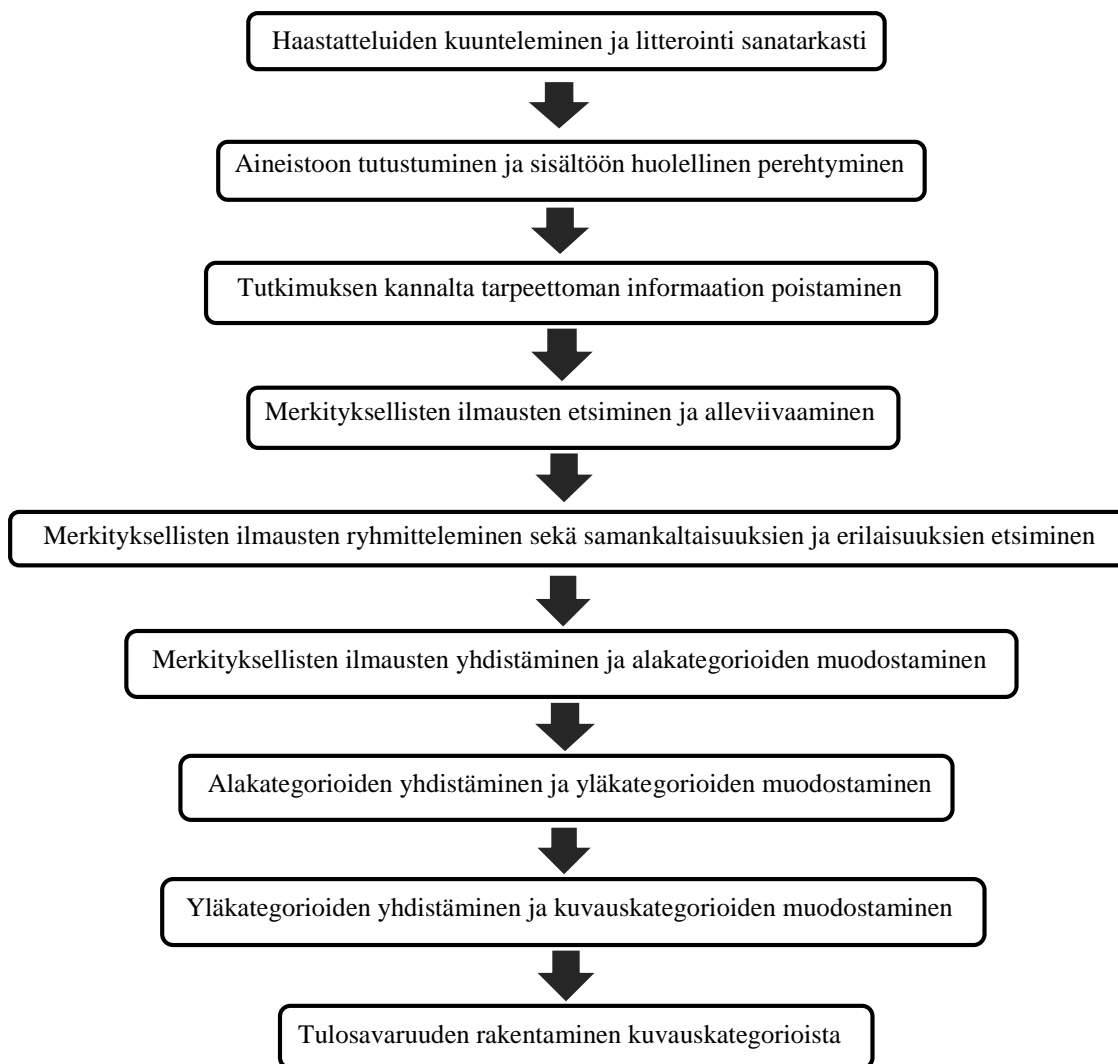 Haastatteluiden kuunteleminen ja litterointi sanatarkasti
Aineistoon tutustuminen ja sisältöön huolellinen perehtyminen
Tutkimuksen kannalta tarpeettoman informaation poistaminen
Merkityksellisten ilmausten etsiminen ja alleviivaaminen
Merkityksellisten ilmausten ryhmitteleminen sekä samankaltaisuuksien ja erilaisuuksien etsiminen
Merkityksellisten ilmausten yhdistäminen ja alakategorioiden muodostaminen
Alakategorioiden yhdistäminen ja yläkategorioiden muodostaminen
Yläkategorioiden yhdistäminen ja kuvauskategorioiden muodostaminen
Tulosavaruuden rakentaminen kuvauskategorioista